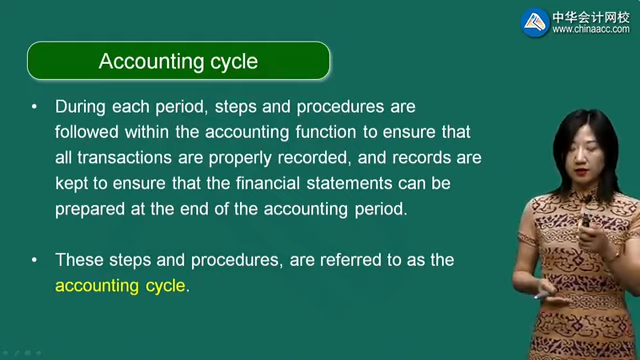 中华会计网校
www.chinaacc.com
Accounting cycle
• During each period, steps and procedures are
followed within the accounting function to ensure that
all transactions are properly recorded, and records are
kept to ensure that the financial statements can be
prepared at the end of the accounting period.
• These steps and procedures, are referred to as the
accounting cycle.